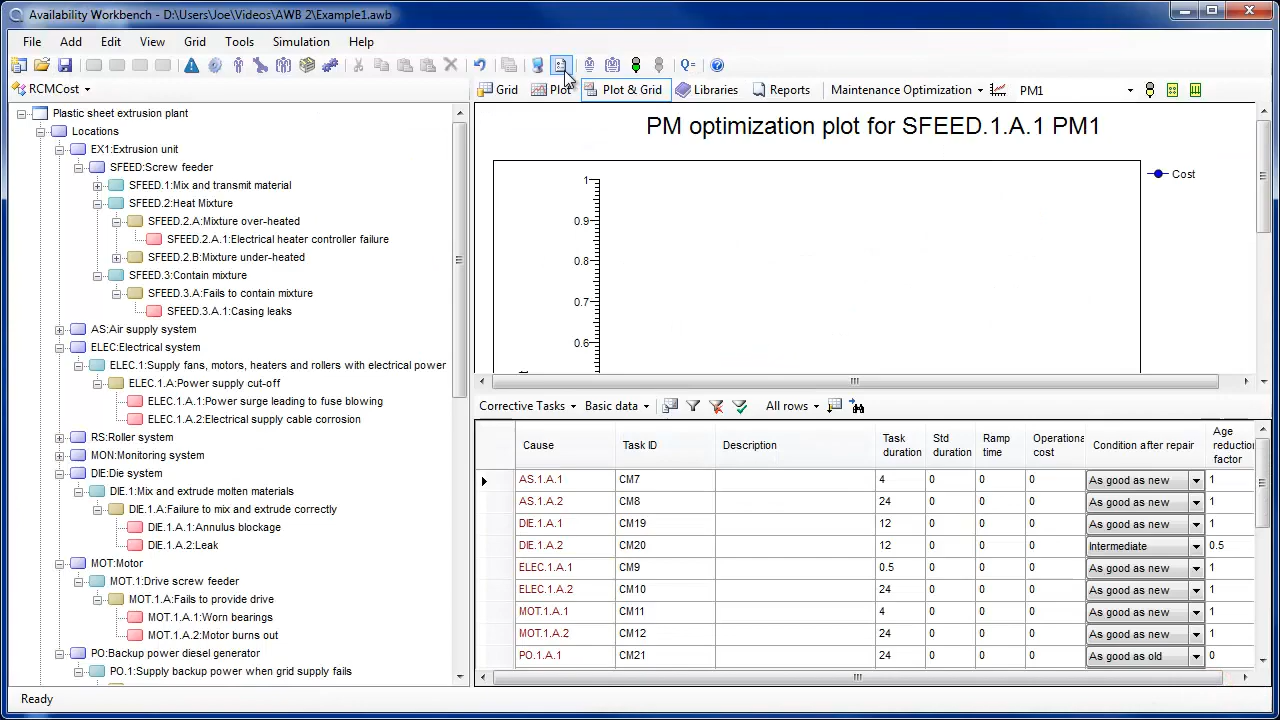 Availability Workbench - D:\Users\Joe\Videos\AWB 2\Example1.awb
File Add Edit View Grid Tools Simulation Help
RCMCost
Grid Plot Plot & Grid Libraries Reports Maintenance Optimization PM1
Plastic sheet extrusion plant
Locations
EX1:Extrusion unit
SFEED:Screw feeder
SFEED.1:Mix and transmit material
SFEED.2:Heat Mixture
SFEED.2.A:Mixture over-heated
SFEED.2.A.1:Electrical heater controller failure
SFEED.2.B:Mixture under-heated
SFEED.3:Contain mixture
SFEED.3.A:Fails to contain mixture
SFEED.3.A.1:Casing leaks
AS:Air supply system
ELEC:Electrical system
ELEC.1:Supply fans, motors, heaters and rollers with electrical power
ELEC.1.A:Power supply cut-off
ELEC.1.A.1:Power surge leading to fuse blowing
ELEC.1.A.2:Electrical supply cable corrosion
RS:Roller system
MON:Monitoring system
DIE:Die system
DIE.1:Mix and extrude molten materials
DIE.1.A:Failure to mix and extrude correctly
DIE.1.A.1:Annulus blockage
DIE.1.A.2:Leak
MOT:Motor
MOT.1:Drive screw feeder
MOT.1.A:Fails to provide drive
MOT.1.A.1:Worn bearings
MOT.1.A.2:Motor burns out
PO:Backup power diesel generator
PO.1:Supply backup power when grid supply fails
PM optimization plot for SFEED.1.A.1 PM1
Cost
1
0.9
0.8
0.7
0.6
Corrective Tasks Basic data All rows
Cause Task ID Description Task duration Std duration Ramp time Operationa cost Condition after repair Age reduction factor
AS.1.A.1 CM7 4 0 0 0 As good as new 1
AS.1.A.2 CM8 24 0 0 0 As good as new 1
DIE.1.A.1 CM19 12 0 0 0 As good as new 1
DIE.1.A.2 CM20 12 0 0 0 Intermediate 0.5
ELEC.1.A.1 CM9 0.5 0 0 0 As good as new 1
ELEC.1.A.2 CM10 24 0 0 0 As good as new 1
MOT.1.A.1 CM11 4 0 0 0 As good as new 1
MOT.1.A.2 CM12 24 0 0 0 As good as new 1
PO.1.A.1 CM21 24 0 0 0 As good as old 0
Ready